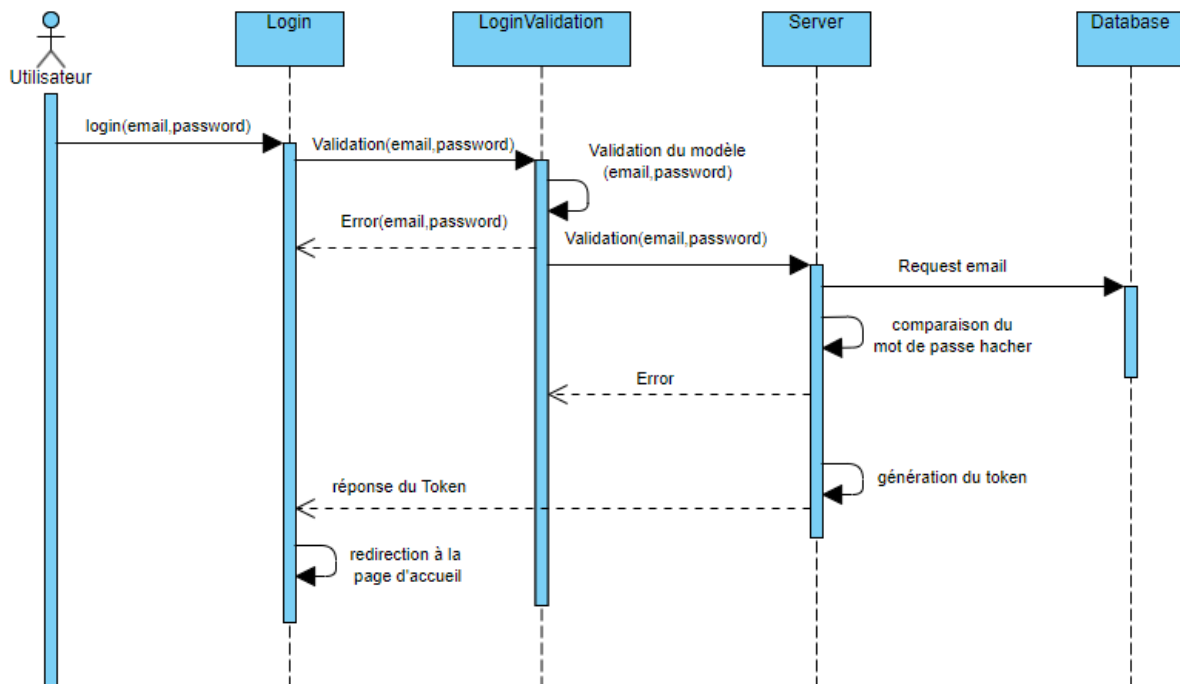 Login
LoginValidation
Server
Database
Utilisateur
login(email,password)
Validation(email,password)
Validation du modèle
(email,password)
Error(email,password)
Validation(email,password)
Request email
comparaison du
mot de passe hacher
Error
génération du token
réponse du Token
redirection à la
page d'accueil